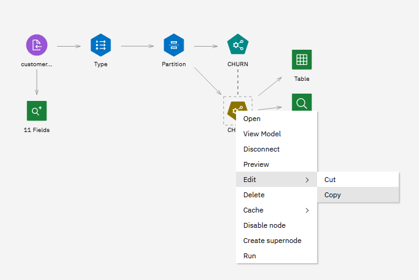 customer...
Type
Partition
CHURN
Table
11 Fields
CH
Open
View Model
Disconnect
Preview
Edit
Cut
Delete
Copy
Cache
Disable node
Create supernode
Run